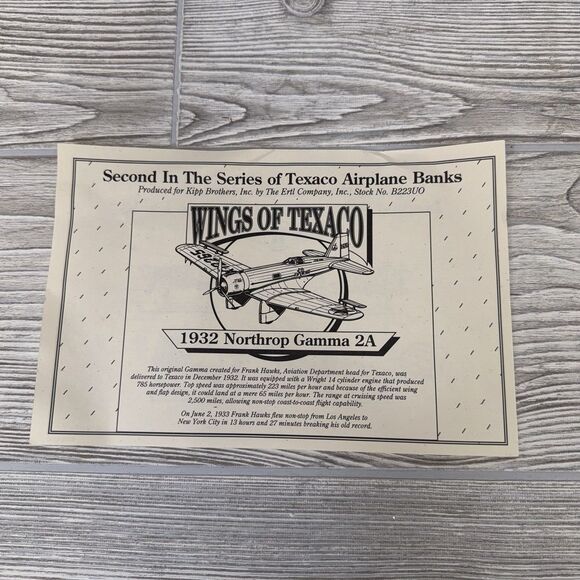 Second In The Series of Texaco Airplane Banks
Produced for Kipp Brothers, Inc. by The Ertl Company, Inc., Stock No. B223UO
WINGS OF TEXACO
1932 Northrop Gamma 2A
This original Gamma created for Frank Hawks, Aviation Department head for Texaco, was
delivered to Texaco in December 1932. It was equipped with a Wright 14 cylinder engine that produced
785 horsepower. Top speed was approximately 223 miles per hour and because of the efficient wing
and flap design, it could land at a mere 65 miles per hour. The range at cruising speed was
2,500 miles, allowing non-stop coast-to-coast flight capability.
On June 2, 1933 Frank Hawks flew non-stop from Los Angeles to
New York City in 13 hours and 27 minutes breaking his old record.